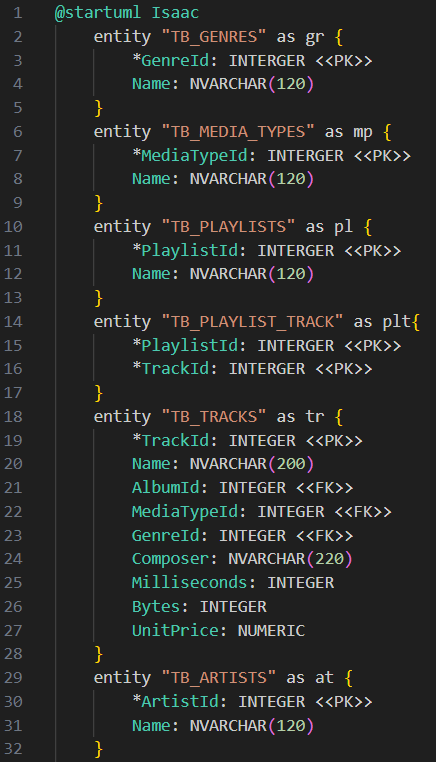 1 @startuml Isaac
2 entity "TB_GENRES" as gr {
3 *GenreId: INTERGER <<PK>>
4 Name: NVARCHAR(120)
5 }
6 entity "TB_MEDIA_TYPES" as mp {
7 *MediaTypeId: INTERGER <<PK>>
8 Name: NVARCHAR(120)
9 }
10 entity "TB_PLAYLISTS" as pl {
11 *PlaylistId: INTERGER <<PK>>
12 Name: NVARCHAR(120)
13 }
14 entity "TB_PLAYLIST_TRACK" as plt{
15 *PlaylistId: INTERGER <<PK>>
16 *TrackId: INTERGER <<PK>>
17 }
18 entity "TB_TRACKS" as tr {
19 *TrackId: INTEGER <<PK>>
20 Name: NVARCHAR(200)
21 AlbumId: INTEGER <<FK>>
22 MediaTypeId: INTEGER <<FK>>
23 GenreId: INTEGER <<FK>>
24 Composer: NVARCHAR(220)
25 Milliseconds: INTEGER
26 Bytes: INTEGER
27 UnitPrice: NUMERIC
28 }
29 entity "TB_ARTISTS" as at {
30 *ArtistId: INTEGER <<PK>>
31 Name: NVARCHAR(120)
32 }